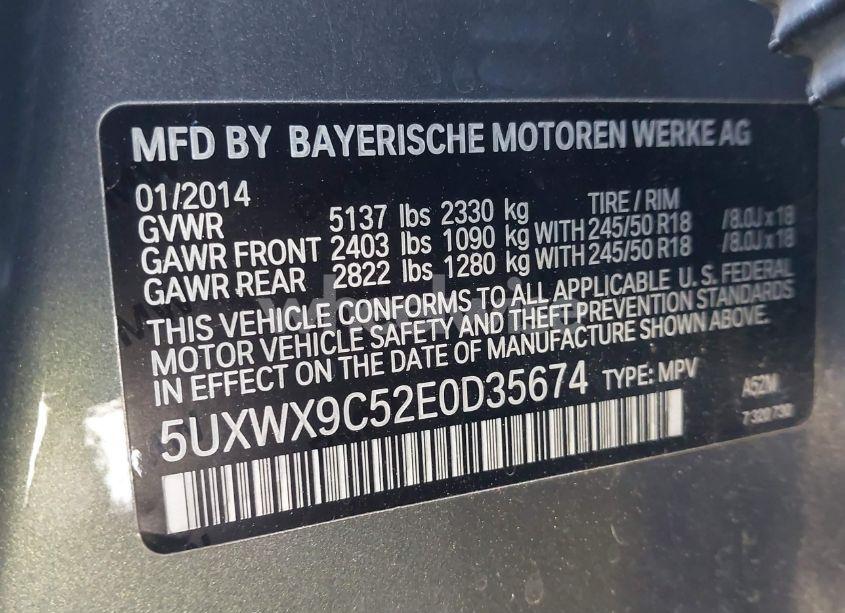 MFD BY BAYERISCHE MOTOREN WERKE AG
01/2014 TIRE / RIM
GVWR 5137 lbs 2330 kg
GAWR FRONT 2403 lbs 1090 kg WITH 245/50 R18 /8.0J x 18
GAWR REAR 2822 lbs 1280 kg WITH 245/50 R18 /8.0J x 18
THIS VEHICLE CONFORMS TO ALL APPLICABLE U.S. FEDERAL
MOTOR VEHICLE SAFETY AND THEFT PREVENTION STANDARDS
IN EFFECT ON THE DATE OF MANUFACTURE SHOWN ABOVE.
5UXWX9C52E0D35674 TYPE: MPV A52M
7 320 730